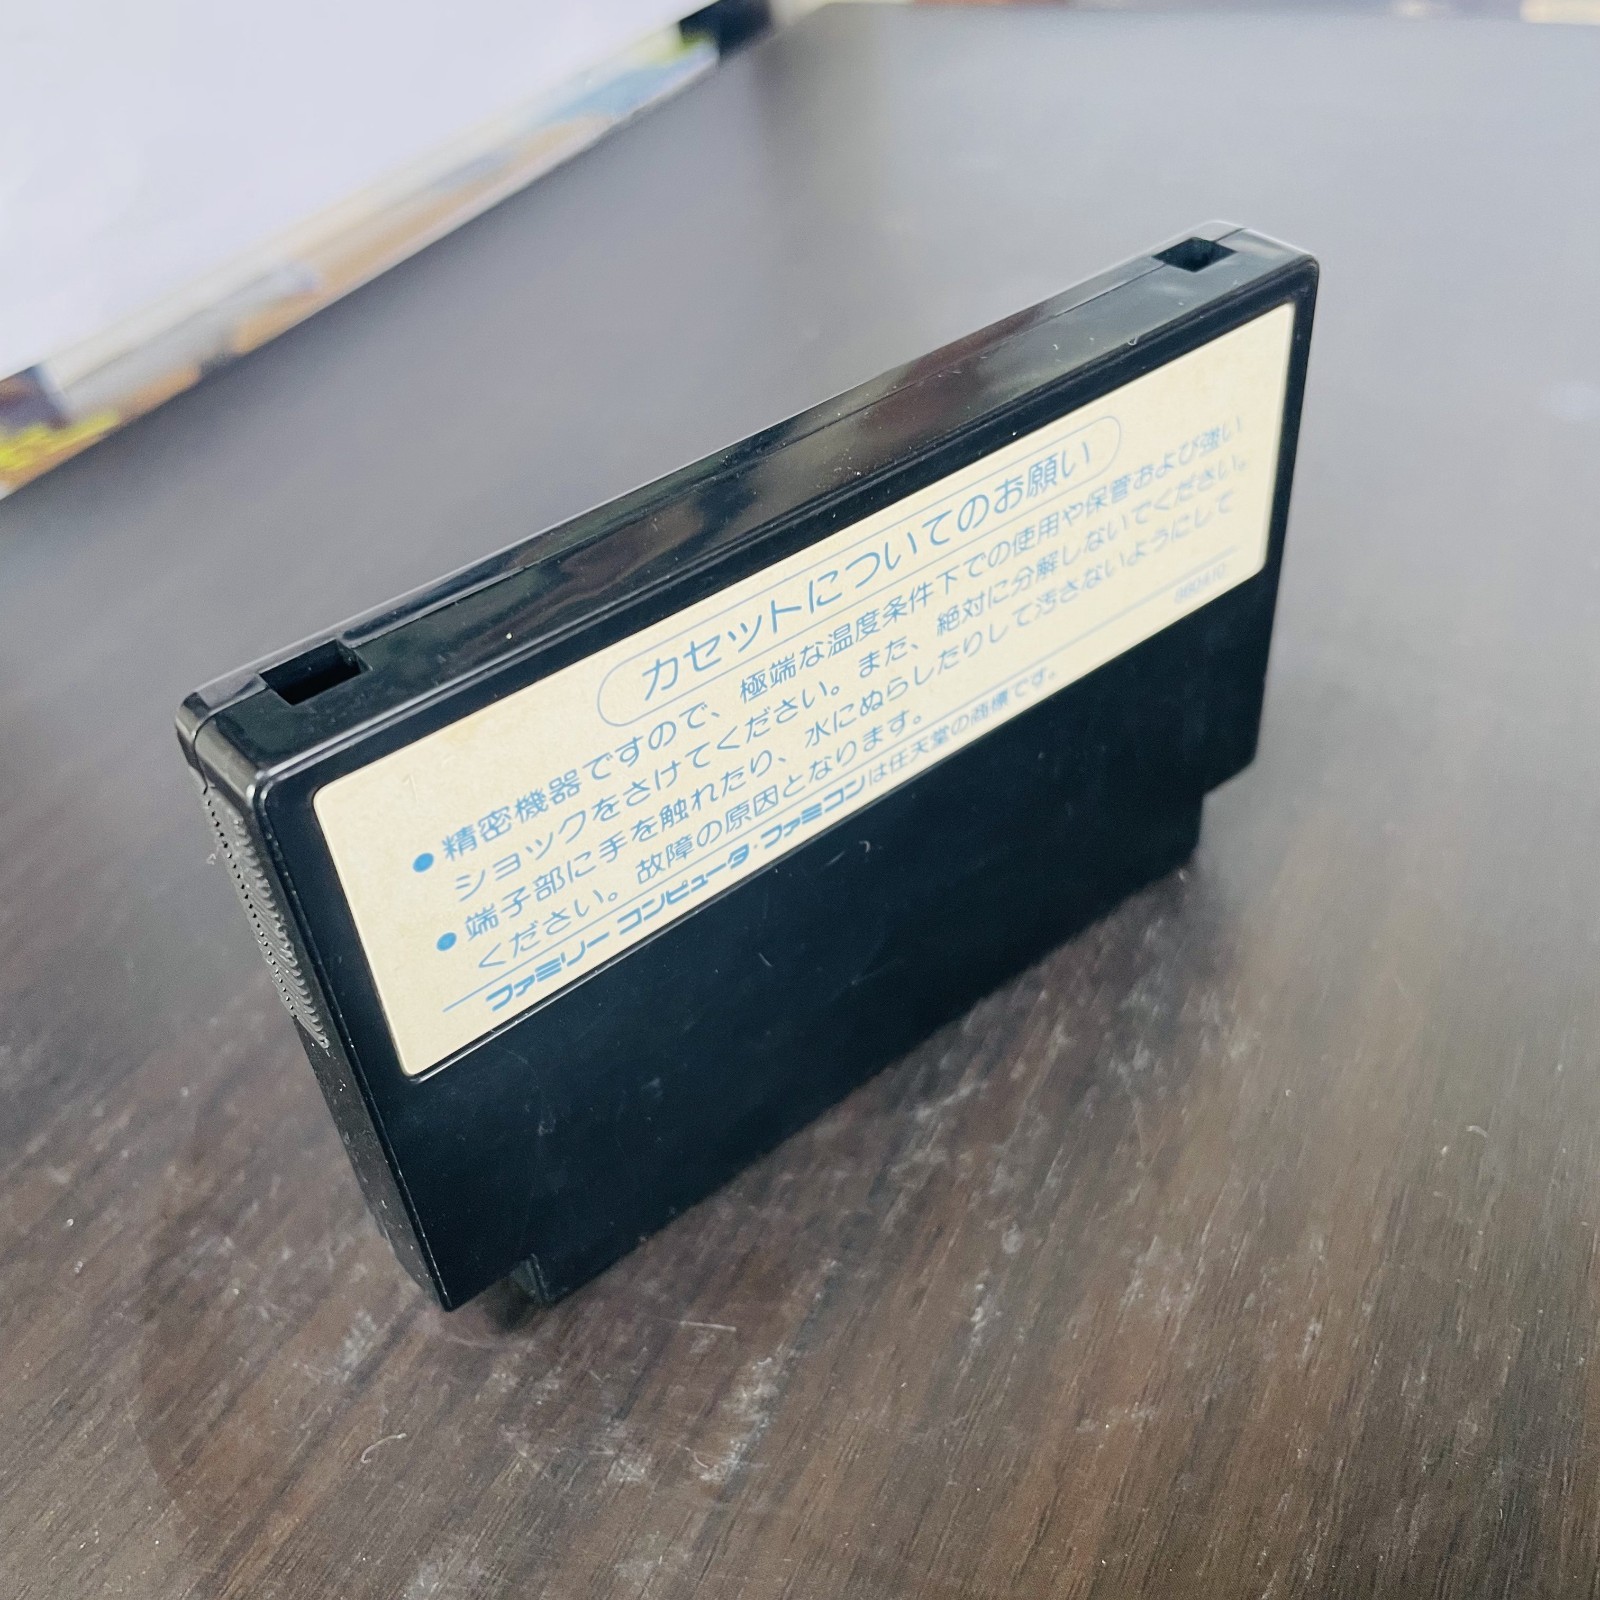 カセットについてのお願い
●精密機器ですので、極端な温度条件下での使用や保管および強い
ショックをさけてください。また、絶対に分解しないでください。
●端子部に手を触れたり、水にぬらしたりして汚さないようにして
ください。故障の原因となります。
ファミリーコンピュータ・ファミコンは任天堂の商標です。